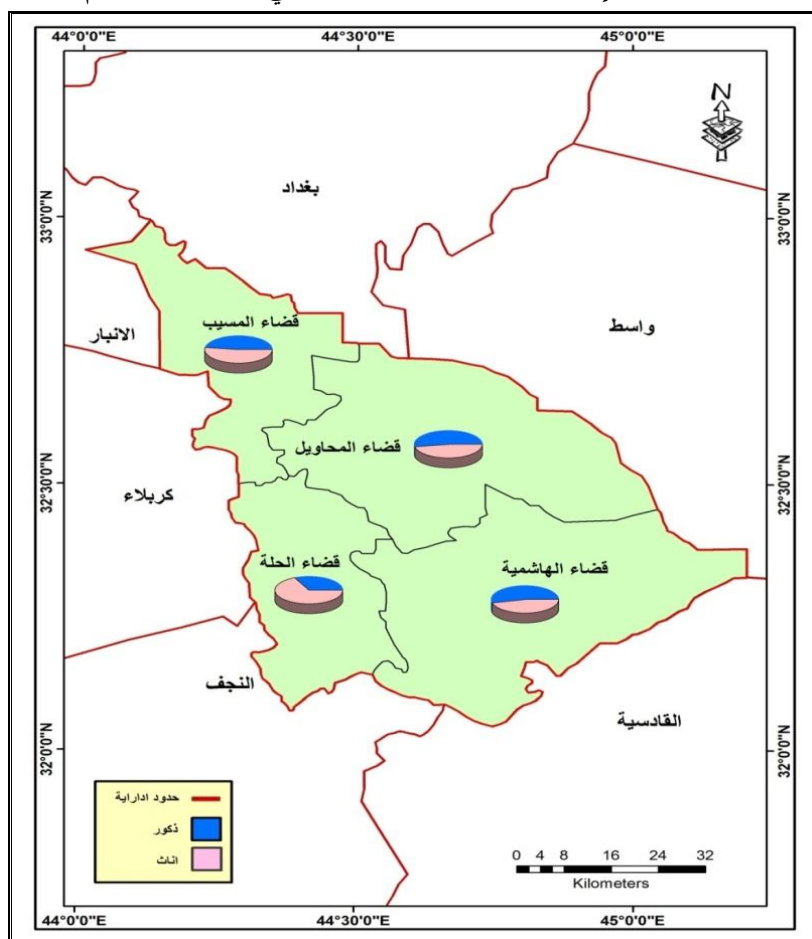 44°0'0"E 44°30'0"E 45°0'0"E
N
بغداد
33°0'0"N 33°0'0"N
واسط
قضاء المسيب
الانبار
قضاء المحاويل
32°30'0"N 32°30'0"N
كربلاء
قضاء الحلة
قضاء الهاشمية
النجف
القادسية
32°0'0"N 32°0'0"N
حدود اداراية
ذكور
اناث
0 2 4 8 16 24 32
Kilometers
44°0'0"E 44°30'0"E 45°0'0"E